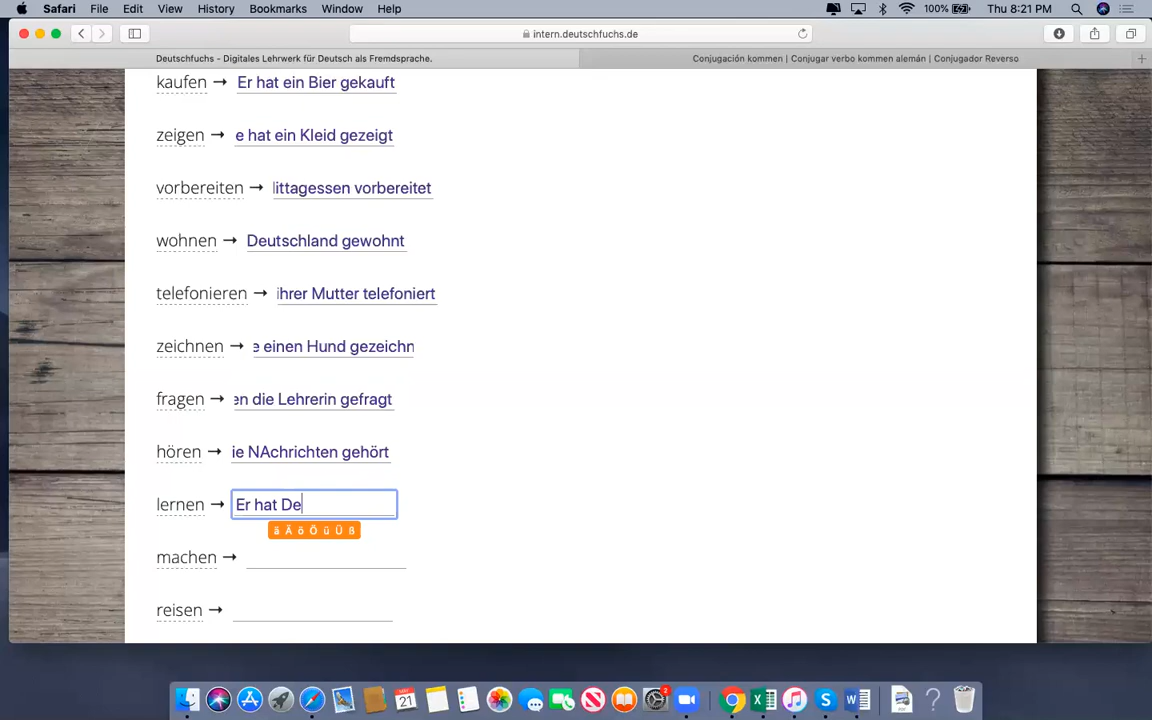 Safari File Edit View History Bookmarks Window Help 100% Thu 8:21 PM
intern.deutschfuchs.de
Deutschfuchs - Digitales Lehrwerk für Deutsch als Fremdsprache. Conjugación kommen | Conjugar verbo kommen alemán | Conjugador Reverso
kaufen → Er hat ein Bier gekauft
zeigen → e hat ein Kleid gezeigt
vorbereiten → ittagessen vorbereitet
wohnen → Deutschland gewohnt
telefonieren → ihrer Mutter telefoniert
zeichnen → e einen Hund gezeichn
fragen → en die Lehrerin gefragt
hören → ie NAchrichten gehört
lernen → Er hat De
ä Ä ö Ö ü Ü ß
machen →
reisen →